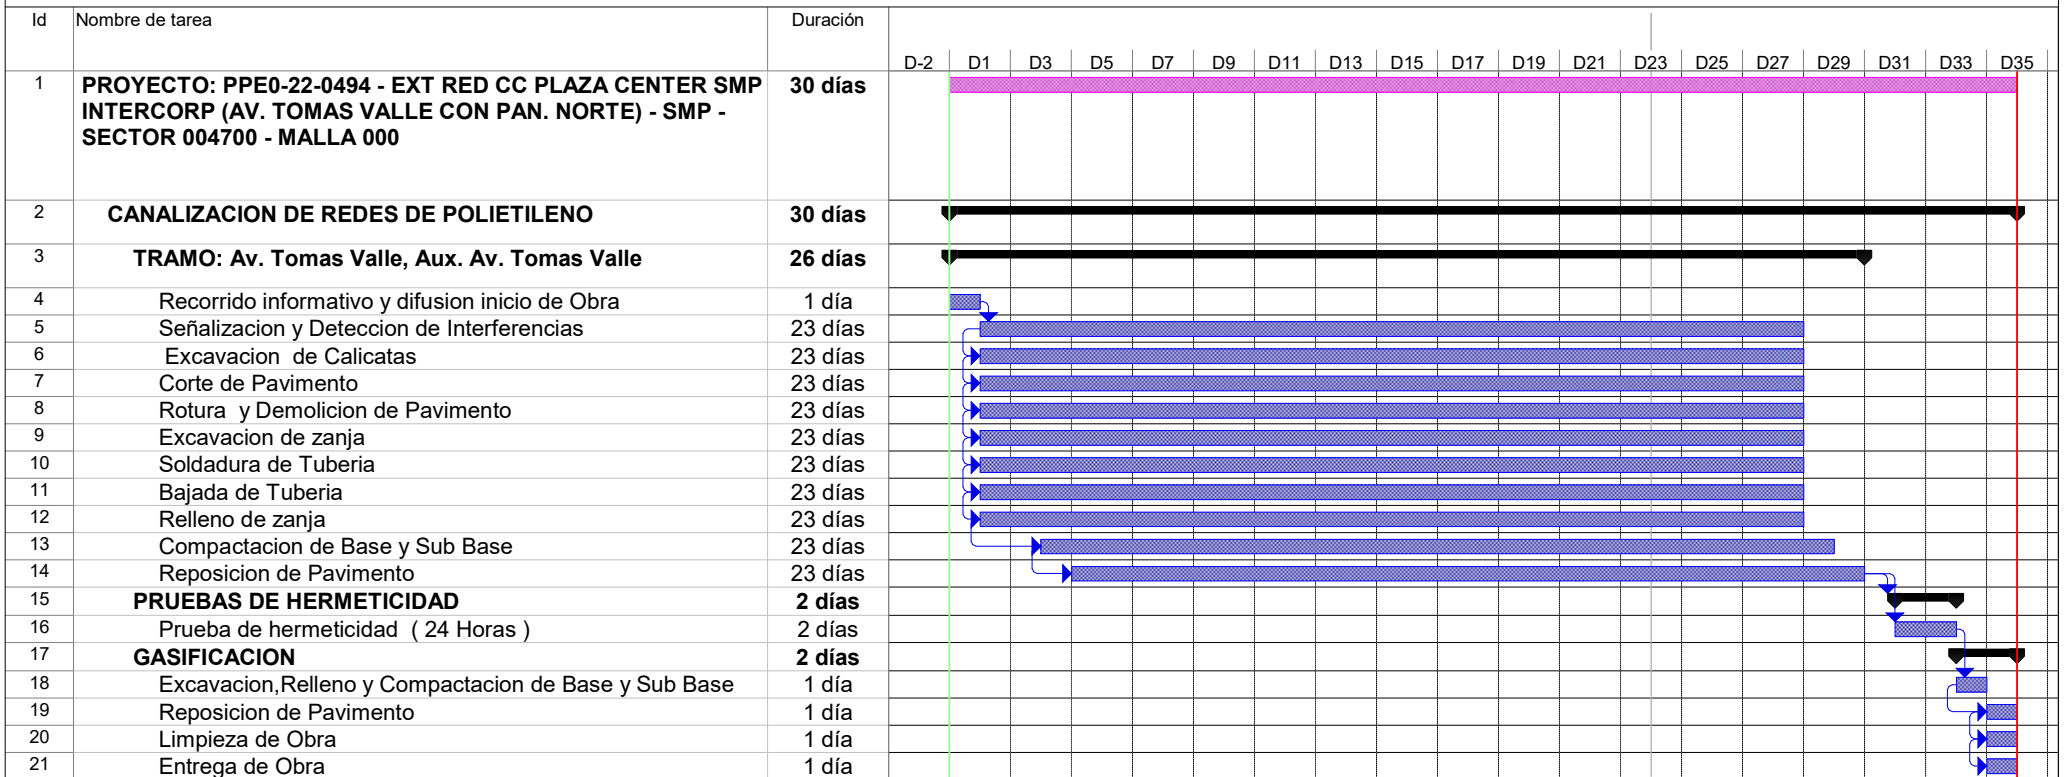 Id Nombre de tarea Duración
D-2 D1 D3 D5 D7 D9 D11 D13 D15 D17 D19 D21 D23 D25 D27 D29 D31 D33 D35
1 PROYECTO: PPE0-22-0494 - EXT RED CC PLAZA CENTER SMP 30 días
INTERCORP (AV. TOMAS VALLE CON PAN. NORTE) - SMP -
SECTOR 004700 - MALLA 000
2 CANALIZACION DE REDES DE POLIETILENO 30 días
3 TRAMO: Av. Tomas Valle, Aux. Av. Tomas Valle 26 días
4 Recorrido informativo y difusion inicio de Obra 1 día
5 Señalizacion y Deteccion de Interferencias 23 días
6 Excavacion de Calicatas 23 días
7 Corte de Pavimento 23 días
8 Rotura y Demolicion de Pavimento 23 días
9 Excavacion de zanja 23 días
10 Soldadura de Tuberia 23 días
11 Bajada de Tuberia 23 días
12 Relleno de zanja 23 días
13 Compactacion de Base y Sub Base 23 días
14 Reposicion de Pavimento 23 días
15 PRUEBAS DE HERMETICIDAD 2 días
16 Prueba de hermeticidad ( 24 Horas ) 2 días
17 GASIFICACION 2 días
18 Excavacion,Relleno y Compactacion de Base y Sub Base 1 día
19 Reposicion de Pavimento 1 día
20 Limpieza de Obra 1 día
21 Entrega de Obra 1 día